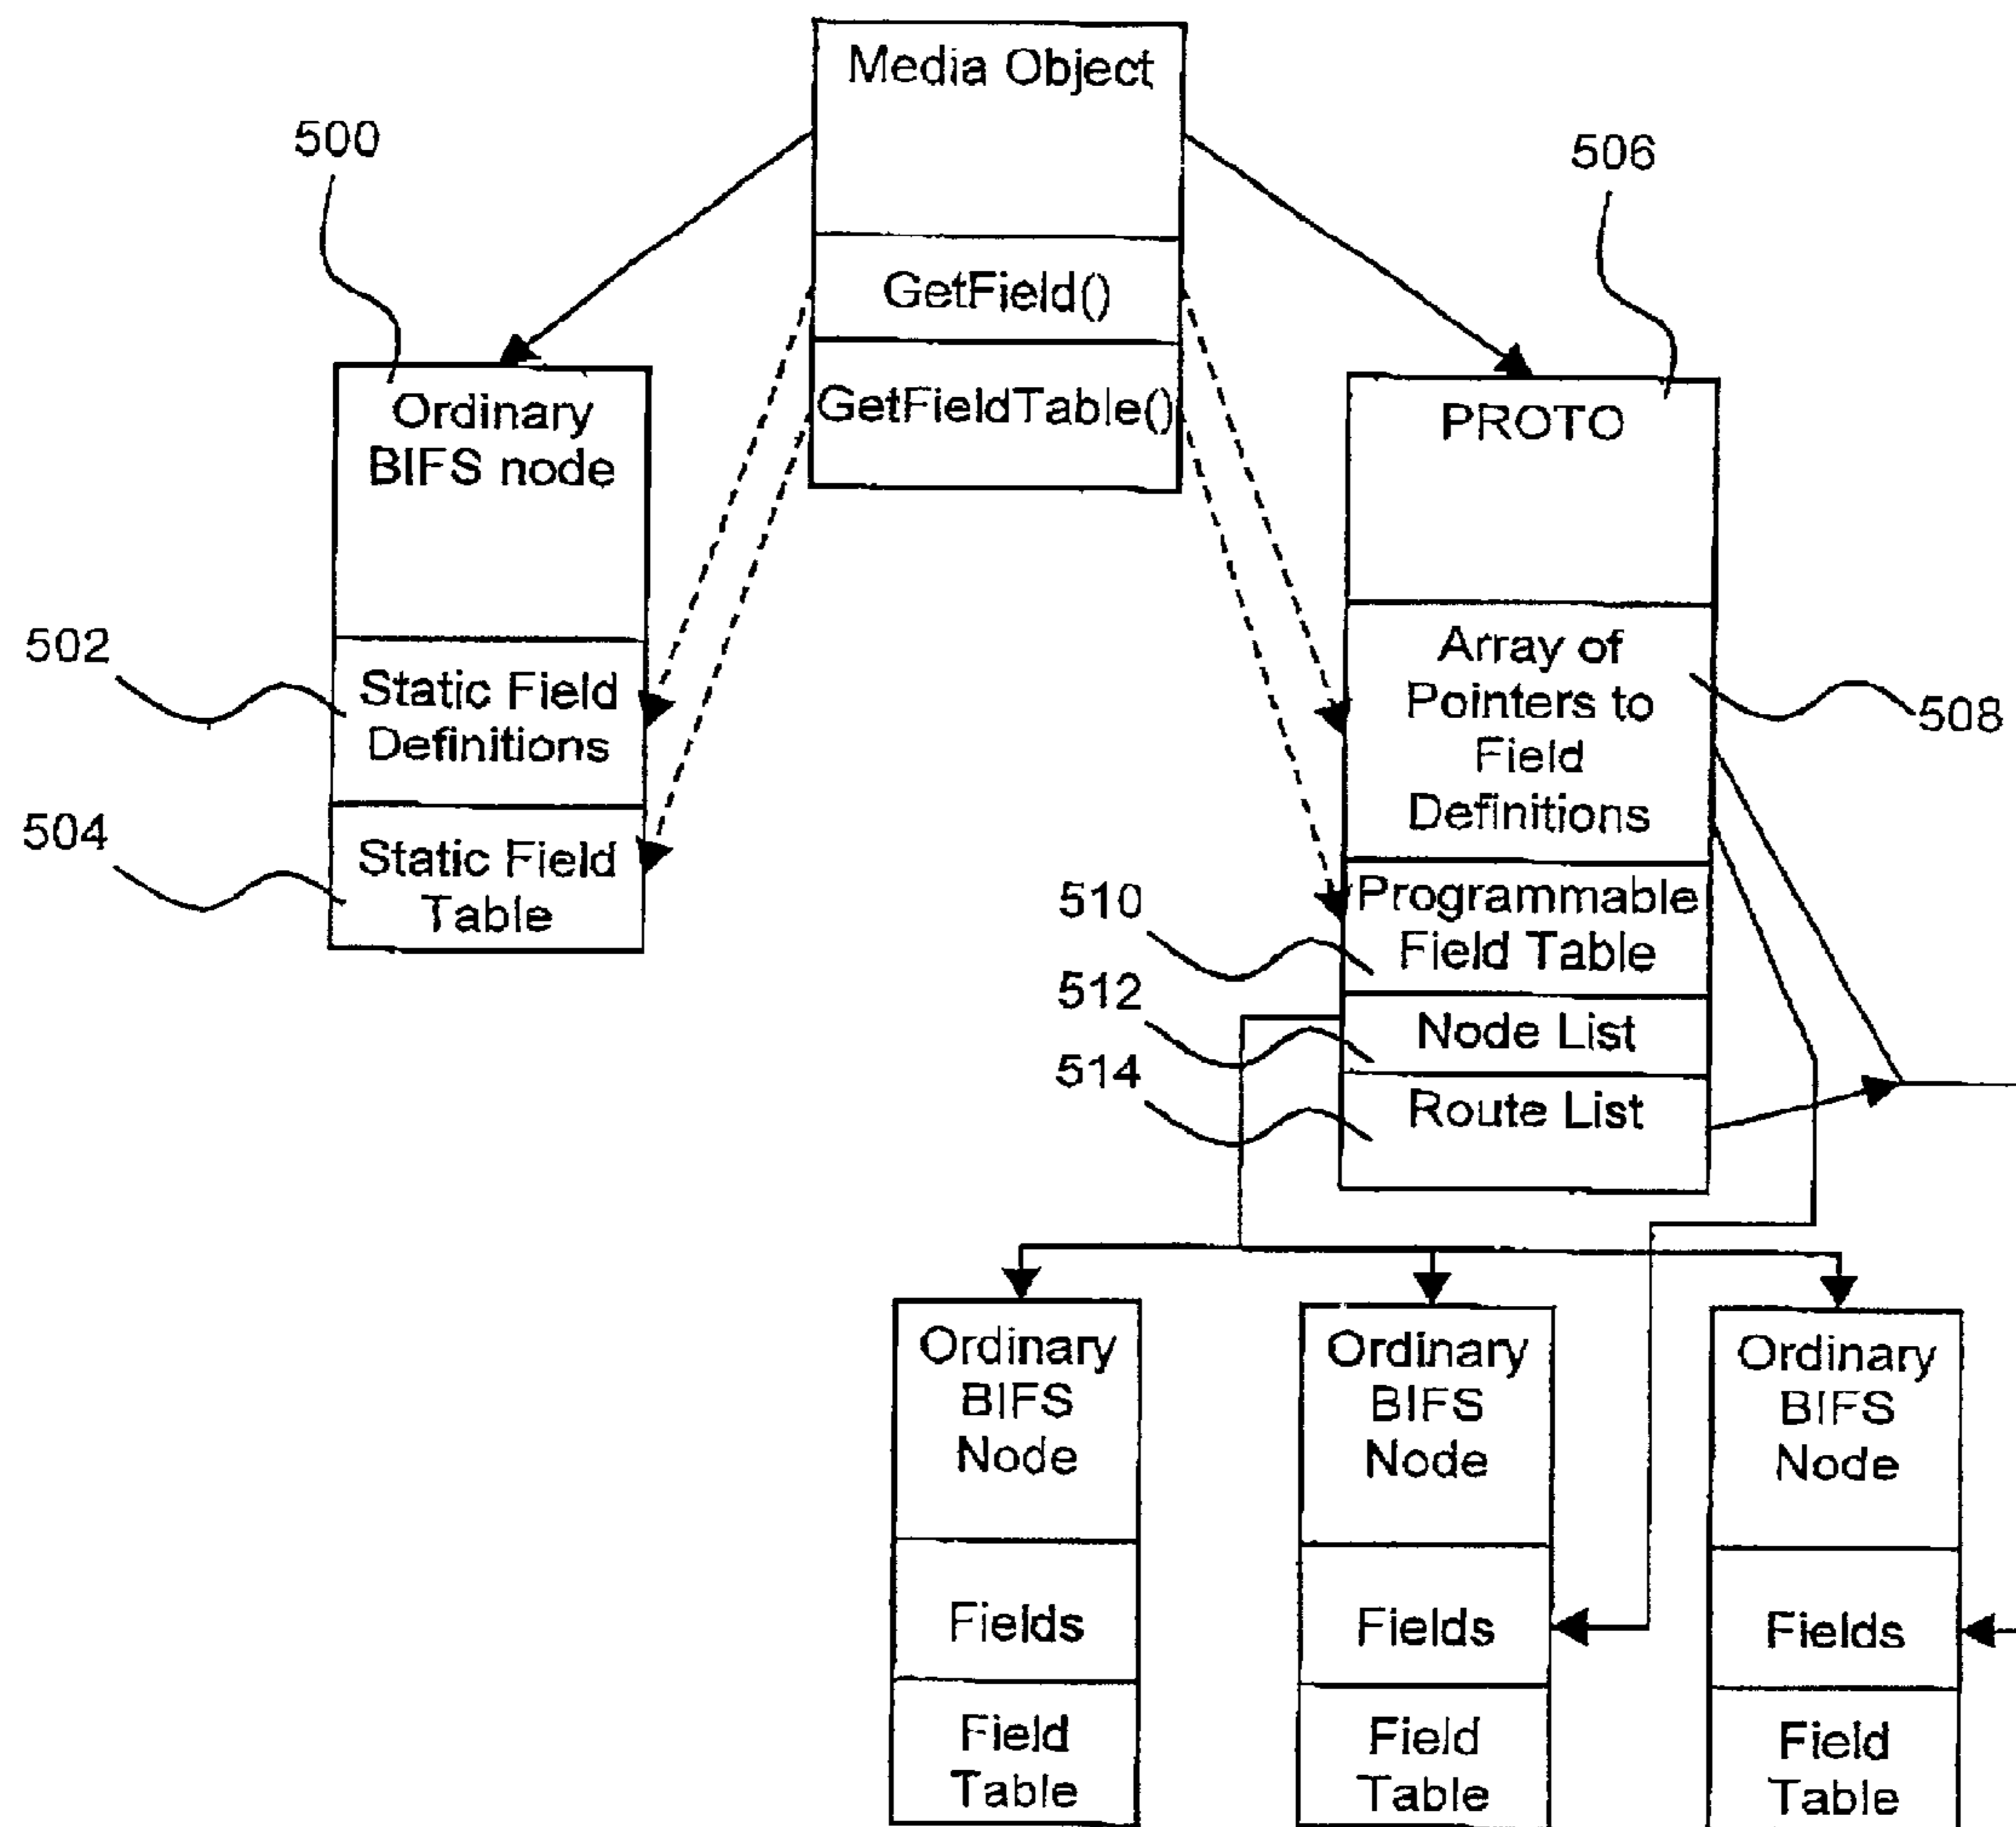 Media Object
GetField()
GetFieldTable()
500
Ordinary
BIFS node
502
Static Field
Definitions
504
Static Field
Table
506
PROTO
Array of
Pointers to
Field
Definitions
508
510
Programmable
Field Table
512
Node List
514
Route List
Ordinary
BIFS
Node
Fields
Field
Table
Ordinary
BIFS
Node
Fields
Field
Table
Ordinary
BIFS
Node
Fields
Field
Table